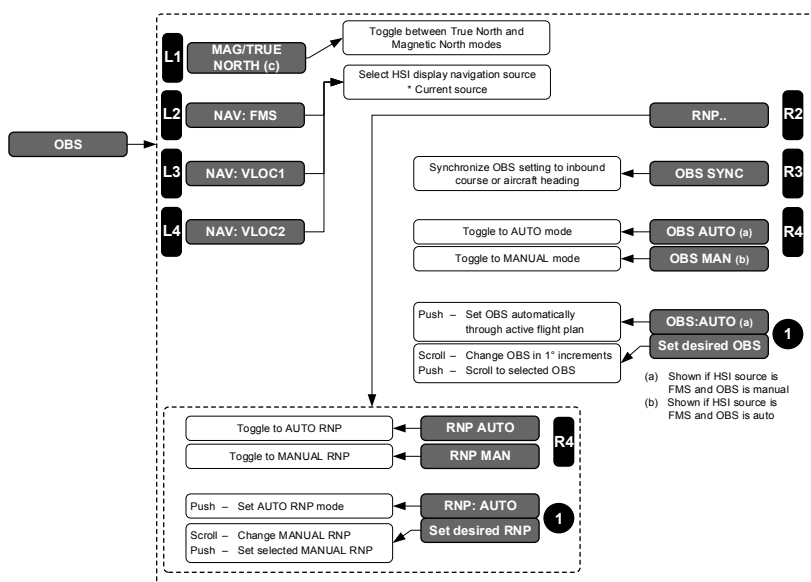 OBS
L1
MAG/TRUE
NORTH (c)
Toggle between True North and
Magnetic North modes
Select HSI display navigation source
* Current source
L2
NAV: FMS
L3
NAV: VLOC1
L4
NAV: VLOC2
RNP..
R2
Synchronize OBS setting to inbound
course or aircraft heading
OBS SYNC
R3
Toggle to AUTO mode
OBS AUTO (a)
R4
Toggle to MANUAL mode
OBS MAN (b)
Push – Set OBS automatically
through active flight plan
OBS:AUTO (a)
1
Scroll – Change OBS in 1° increments
Push – Scroll to selected OBS
Set desired OBS
(a) Shown if HSI source is
FMS and OBS is manual
(b) Shown if HSI source is
FMS and OBS is auto
Toggle to AUTO RNP
RNP AUTO
R4
Toggle to MANUAL RNP
RNP MAN
Push – Set AUTO RNP mode
RNP: AUTO
1
Scroll – Change MANUAL RNP
Push – Set selected MANUAL RNP
Set desired RNP